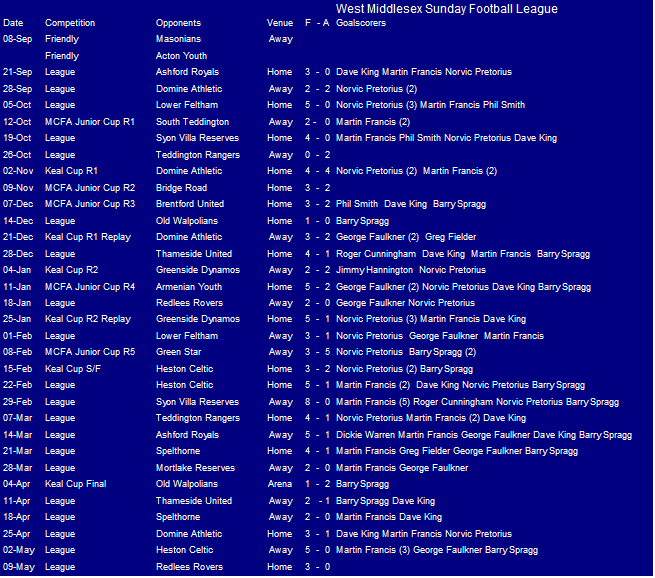 West Middlesex Sunday Football League
Date Competition Opponents Venue F - A Goalscorers
08-Sep Friendly Masonians Away
Friendly Acton Youth
21-Sep League Ashford Royals Home 3 - 0 Dave King Martin Francis Norvic Pretorius
28-Sep League Domine Athletic Away 2 - 2 Norvic Pretorius (2)
05-Oct League Lower Feltham Home 5 - 0 Norvic Pretorius (3) Martin Francis Phil Smith
12-Oct MCFA Junior Cup R1 South Teddington Away 2 - 0 Martin Francis (2)
19-Oct League Syon Villa Reserves Home 4 - 0 Martin Francis Phil Smith Norvic Pretorius Dave King
26-Oct League Teddington Rangers Away 0 - 2
02-Nov Keal Cup R1 Domine Athletic Home 4 - 4 Norvic Pretorius (2) Martin Francis (2)
09-Nov MCFA Junior Cup R2 Bridge Road Home 3 - 2
07-Dec MCFA Junior Cup R3 Brentford United Home 3 - 2 Phil Smith Dave King Barry Spragg
14-Dec League Old Walpolians Home 1 - 0 Barry Spragg
21-Dec Keal Cup R1 Replay Domine Athletic Away 3 - 2 George Faulkner (2) Greg Fielder
28-Dec League Thameside United Home 4 - 1 Roger Cunningham Dave King Martin Francis Barry Spragg
04-Jan Keal Cup R2 Greenside Dynamos Away 2 - 2 Jimmy Hannington Norvic Pretorius
11-Jan MCFA Junior Cup R4 Armenian Youth Home 5 - 2 George Faulkner (2) Norvic Pretorius Dave King Barry Spragg
18-Jan League Redlees Rovers Away 2 - 0 George Faulkner Norvic Pretorius
25-Jan Keal Cup R2 Replay Greenside Dynamos Home 5 - 1 Norvic Pretorius (3) Martin Francis Dave King
01-Feb League Lower Feltham Away 3 - 1 Norvic Pretorius George Faulkner Martin Francis
08-Feb MCFA Junior Cup R5 Green Star Away 3 - 5 Norvic Pretorius Barry Spragg (2)
15-Feb Keal Cup S/F Heston Celtic Home 3 - 2 Norvic Pretorius (2) Barry Spragg
22-Feb League Heston Celtic Home 5 - 1 Martin Francis (2) Dave King Norvic Pretorius Barry Spragg
29-Feb League Syon Villa Reserves Away 8 - 0 Martin Francis (5) Roger Cunningham Norvic Pretorius Barry Spragg
07-Mar League Teddington Rangers Home 4 - 1 Norvic Pretorius Martin Francis (2) Dave King
14-Mar League Ashford Royals Away 5 - 1 Dickie Warren Martin Francis George Faulkner Dave King Barry Spragg
21-Mar League Spelthorne Home 4 - 1 Martin Francis Greg Fielder George Faulkner Barry Spragg
28-Mar League Mortlake Reserves Away 2 - 0 Martin Francis George Faulkner
04-Apr Keal Cup Final Old Walpolians Arena 1 - 2 Barry Spragg
11-Apr League Thameside United Away 2 -1 Barry Spragg Dave King
18-Apr League Spelthorne Away 2 - 0 Martin Francis Dave King
25-Apr League Domine Athletic Home 3 - 1 Dave King Martin Francis Norvic Pretorius
02-May League Heston Celtic Away 5 - 0 Martin Francis (3) George Faulkner Barry Spragg
09-May League Redlees Rovers Home 3 - 0